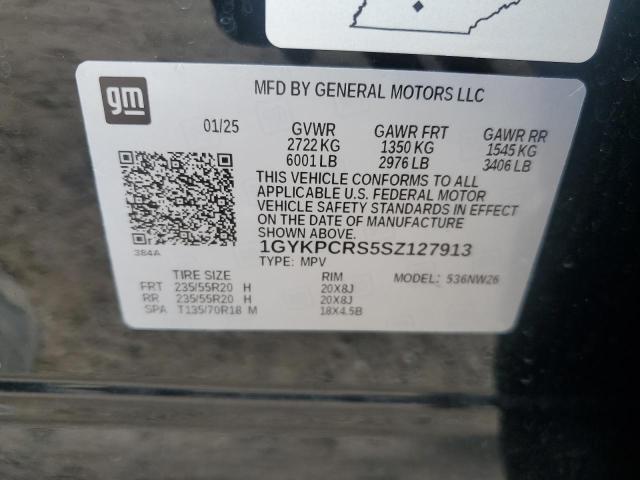 gm
MFD BY GENERAL MOTORS LLC
01/25 GVWR GAWR FRT GAWR RR
2722 KG 1350 KG 1545 KG
6001 LB 2976 LB 3406 LB
THIS VEHICLE CONFORMS TO ALL
APPLICABLE U.S. FEDERAL MOTOR
VEHICLE SAFETY STANDARDS IN EFFECT
ON THE DATE OF MANUFACTURE
SHOWN ABOVE.
384A
1GYKPCRS5SZ127913
TYPE: MPV MODEL: 536NW26
TIRE SIZE RIM
FRT 235/55R20 H 20X8J
RR 235/55R20 H 20X8J
SPA T135/70R18 M 18X4.5B